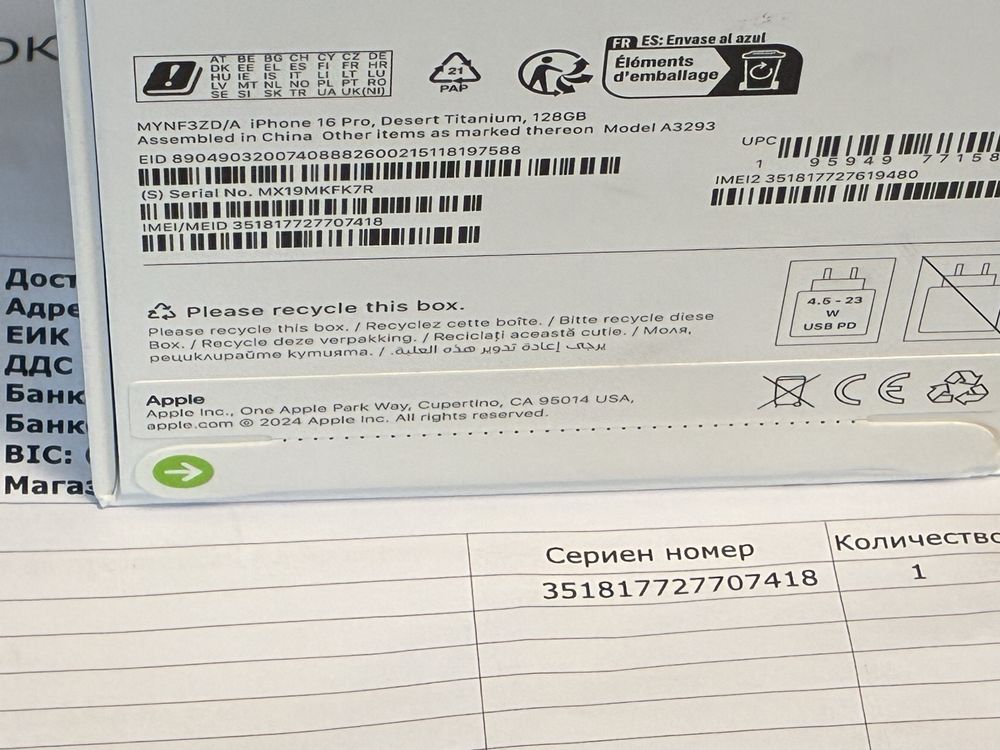 ОК
AT BE BG CH CY CZ DE
DK EE EL ES FI FR HR
HU IE IS IT LI LT LU
LV MT NL NO PL PT RO
SE SI SK TR UA UK(NI)
21
PAP
FR ES: Envase al azul
Éléments
d'emballage
MYNF3ZD/A iPhone 16 Pro, Desert Titanium, 128GB
Assembled in China Other items as marked thereon Model A3293
EID 89049032007408882600215118197588
(S) Serial No. MX19MKFK7R
IMEI/MEID 351817727707418
UPC
1 95949 77158
IMEI2 351817727619480
Please recycle this box.
Please recycle this box. / Recyclez cette boîte. / Bitte recycle diese
Box. / Recycle deze verpakking. / Reciclați această cutie. / Моля,
рециклирайте кутията. / يرجى إعادة تدوير هذه العلبة.
4.5 - 23
W
USB PD
Apple
Apple Inc., One Apple Park Way, Cupertino, CA 95014 USA,
apple.com © 2024 Apple Inc. All rights reserved.
CE
Дост
Адре
ЕИК
ДДС
Банк
Банк
BIC:
Магаз
Сериен номер
Количество
351817727707418
1